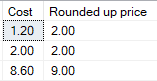 Cost Rounded up price
1.20 2.00
2.00 2.00
8.60 9.00